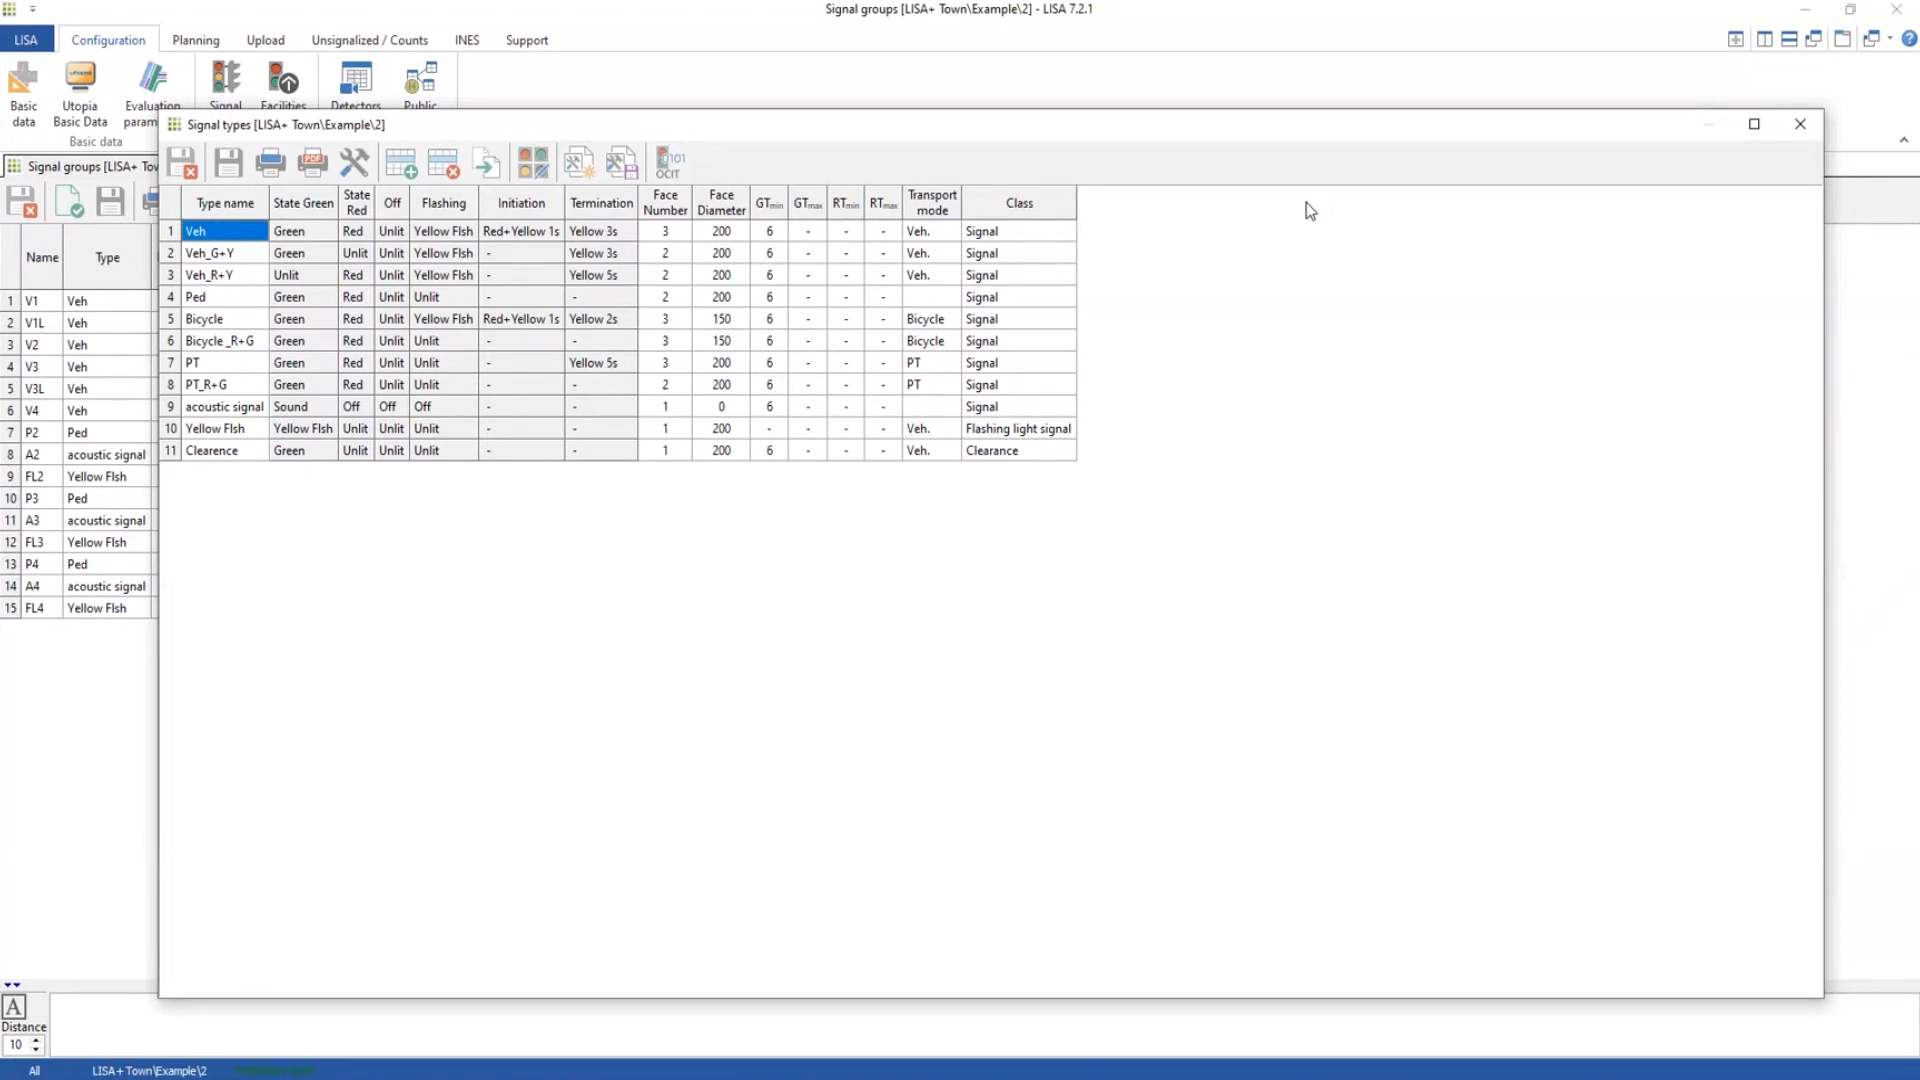 Signal groups [LISA+ Town\Example\2] - LISA 7.2.1
LISA Configuration Planning Upload Unsignalized / Counts INES Support
Basic data Utopia Basic Data Evaluation param Signal Facilities Detectors Public
Basic data
Signal types [LISA+ Town\Example\2]
Signal groups [LISA+ Tow
PDF 0101 OCIT
Type name State Green State Red Off Flashing Initiation Termination Face Number Face Diameter GTmin GTmax RTmin RTmax Transport mode Class
1 Veh Green Red Unlit Yellow Flsh Red+Yellow 1s Yellow 3s 3 200 6 - - - Veh. Signal
2 Veh_G+Y Green Unlit Unlit Yellow Flsh - Yellow 3s 2 200 6 - - - Veh. Signal
3 Veh_R+Y Unlit Red Unlit Yellow Flsh - Yellow 5s 2 200 6 - - - Veh. Signal
4 Ped Green Red Unlit Unlit - - 2 200 6 - - - Signal
5 Bicycle Green Red Unlit Yellow Flsh Red+Yellow 1s Yellow 2s 3 150 6 - - - Bicycle Signal
6 Bicycle _R+G Green Red Unlit Unlit - - 3 150 6 - - - Bicycle Signal
7 PT Green Red Unlit Unlit - Yellow 5s 3 200 6 - - - PT Signal
8 PT_R+G Green Red Unlit Unlit - - 2 200 6 - - - PT Signal
9 acoustic signal Sound Off Off Off - - 1 0 6 - - - Signal
10 Yellow Flsh Yellow Flsh Unlit Unlit Unlit - - 1 200 - - - - Veh. Flashing light signal
11 Clearence Green Unlit Unlit Unlit - - 1 200 6 - - - Veh. Clearance
Name Type
1 V1 Veh
2 V1L Veh
3 V2 Veh
4 V3 Veh
5 V3L Veh
6 V4 Veh
7 P2 Ped
8 A2 acoustic signal
9 FL2 Yellow Flsh
10 P3 Ped
11 A3 acoustic signal
12 FL3 Yellow Flsh
13 P4 Ped
14 A4 acoustic signal
15 FL4 Yellow Flsh
A
Distance
10
All LISA+ Town\Example\2